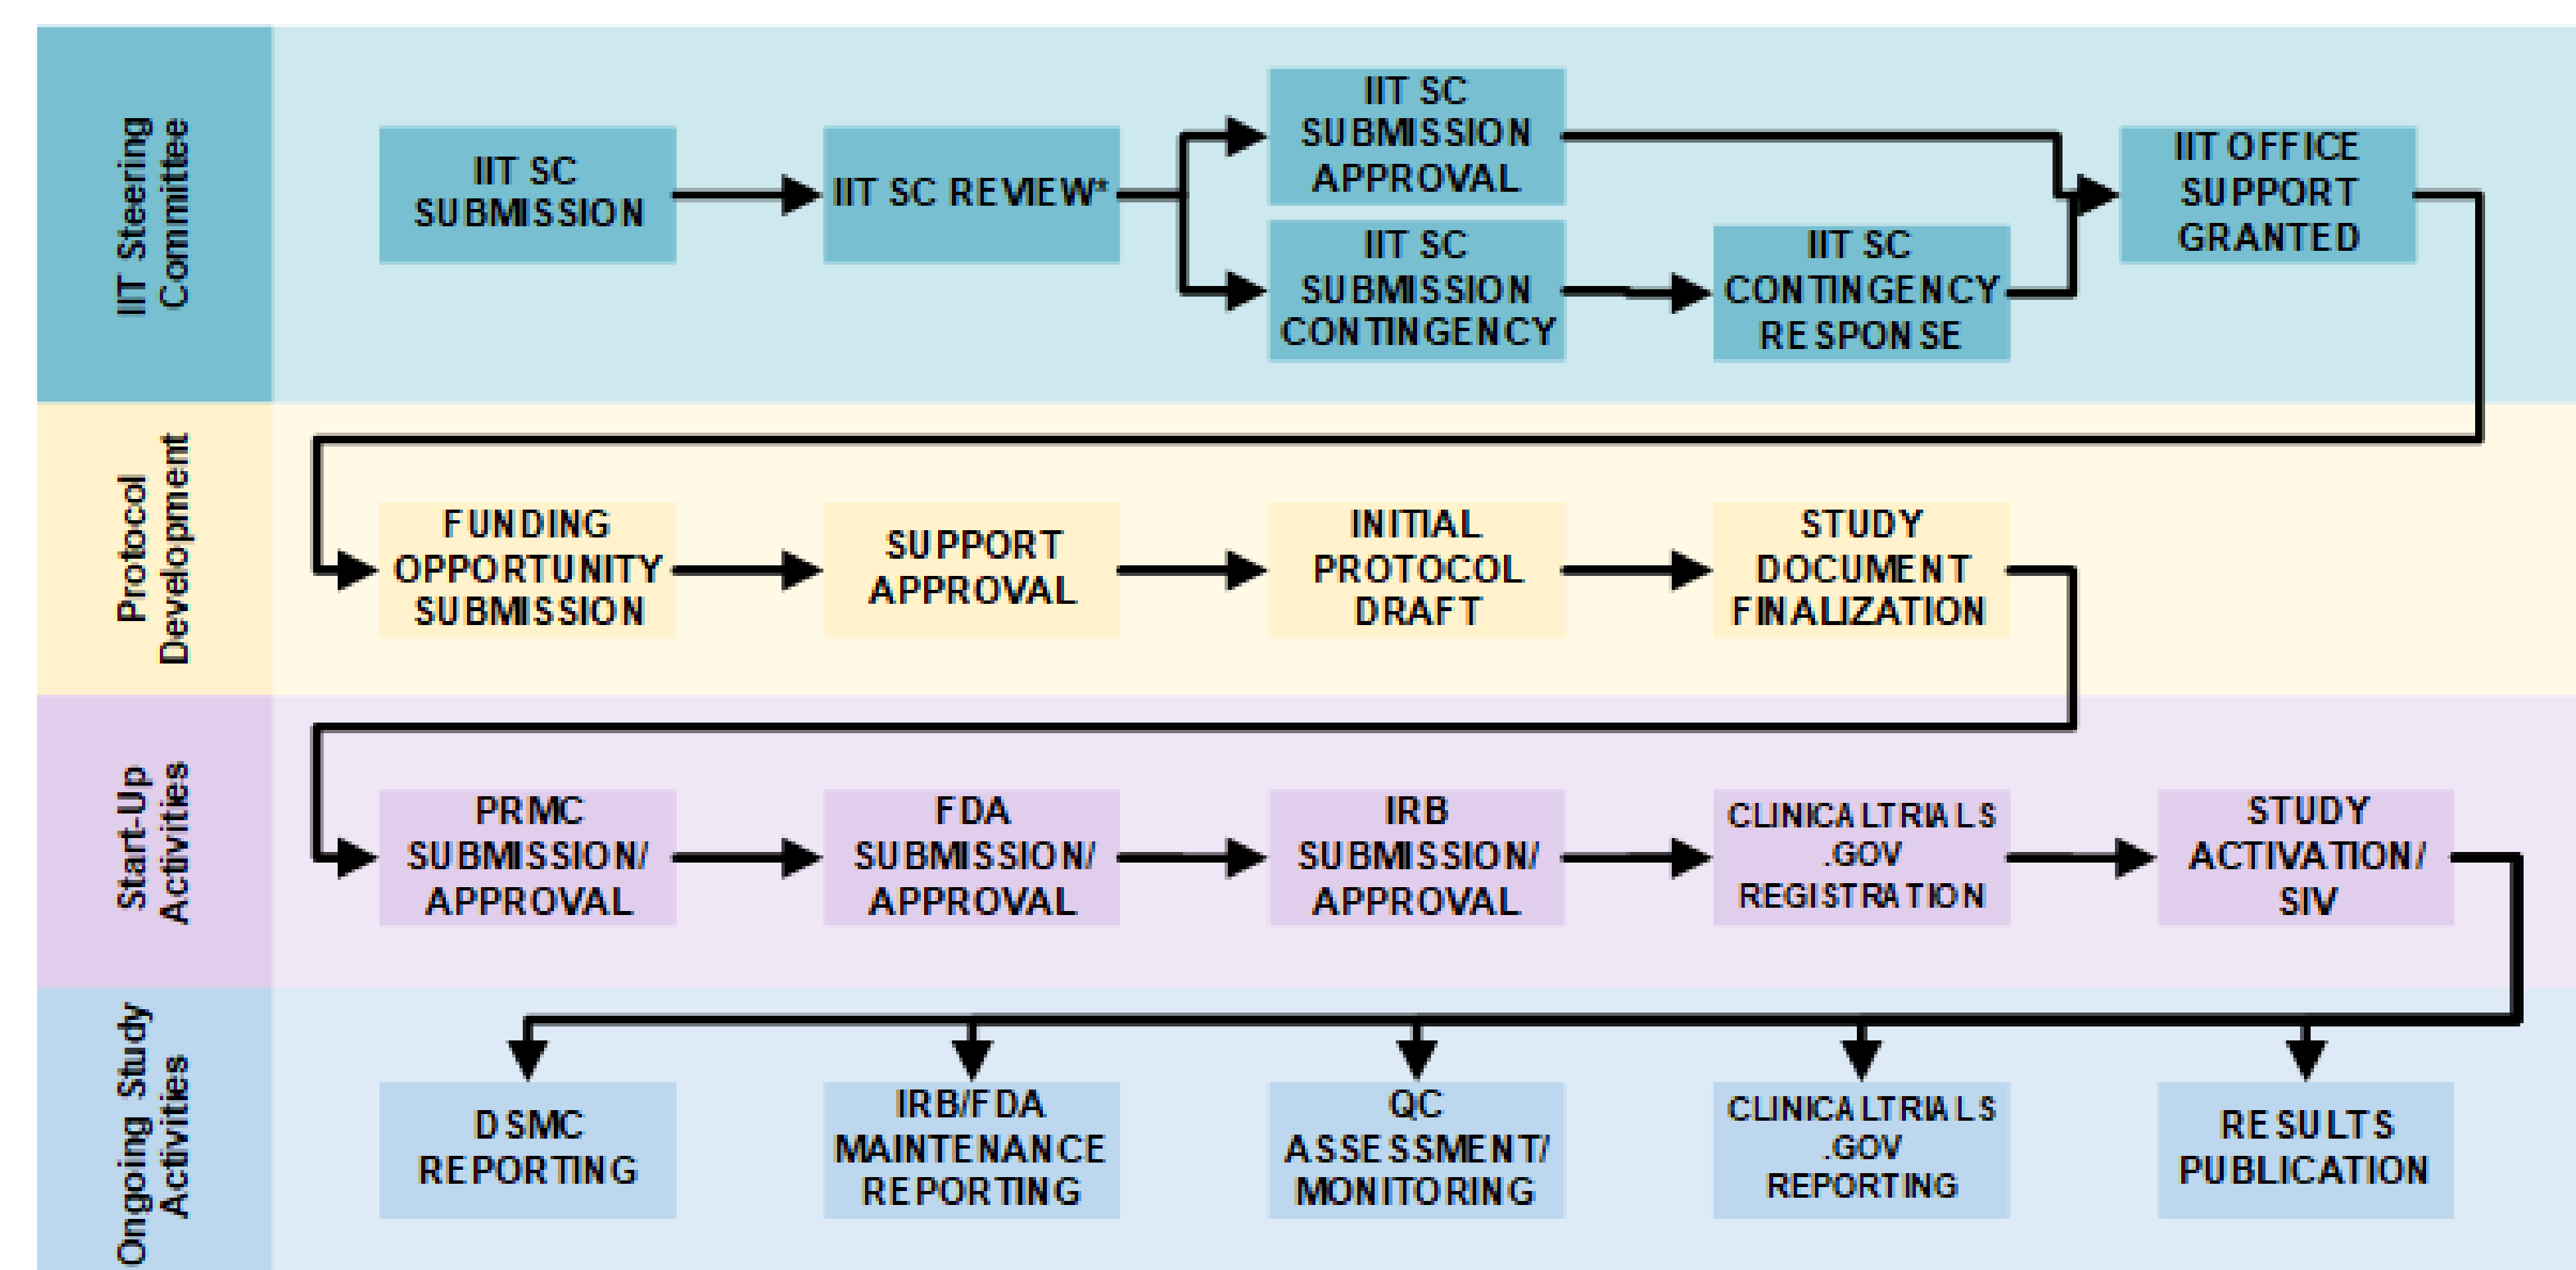 IIT Steering
Committee
IIT SC
SUBMISSION
IIT SC REVIEW*
IIT SC
SUBMISSION
APPROVAL
IIT SC
SUBMISSION
CONTINGENCY
IIT SC
CONTINGENCY
RESPONSE
IIT OFFICE
SUPPORT
GRANTED
Protocol
Development
FUNDING
OPPORTUNITY
SUBMISSION
SUPPORT
APPROVAL
INITIAL
PROTOCOL
DRAFT
STUDY
DOCUMENT
FINALIZATION
Start-Up
Activities
PRMC
SUBMISSION/
APPROVAL
FDA
SUBMISSION/
APPROVAL
IRB
SUBMISSION/
APPROVAL
CLINICALTRIALS
.GOV
REGISTRATION
STUDY
ACTIVATION/
SIV
Ongoing Study
Activities
DSMC
REPORTING
IRB/FDA
MAINTENANCE
REPORTING
QC
ASSESSMENT/
MONITORING
CLINICALTRIALS
.GOV
REPORTING
RESULTS
PUBLICATION